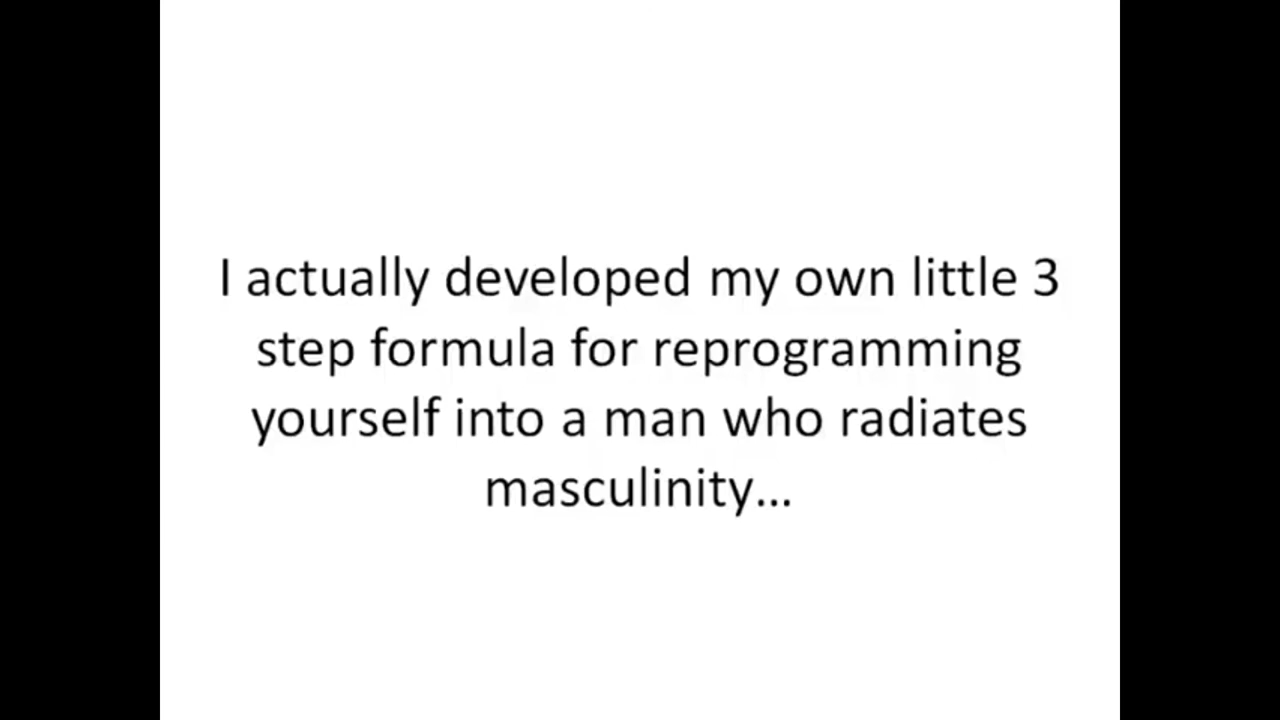 I actually developed my own little 3
step formula for reprogramming
yourself into a man who radiates
masculinity...